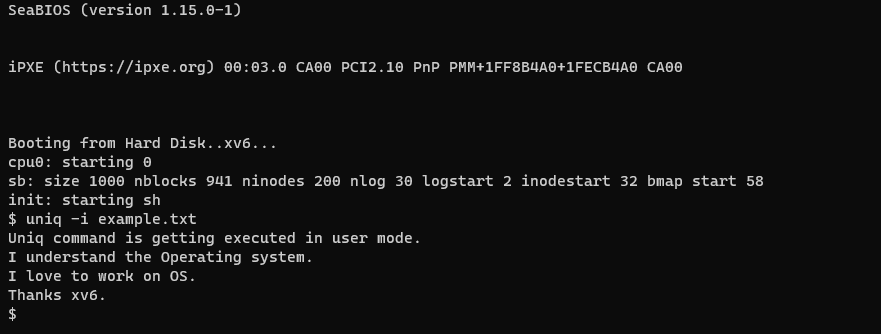 SeaBIOS (version 1.15.0-1)
iPXE (https://ipxe.org) 00:03.0 CA00 PCI2.10 PnP PMM+1FF8B4A0+1FECB4A0 CA00
Booting from Hard Disk..xv6...
cpu0: starting 0
sb: size 1000 nblocks 941 ninodes 200 nlog 30 logstart 2 inodestart 32 bmap start 58
init: starting sh
$ uniq -i example.txt
Uniq command is getting executed in user mode.
I understand the Operating system.
I love to work on OS.
Thanks xv6.
$